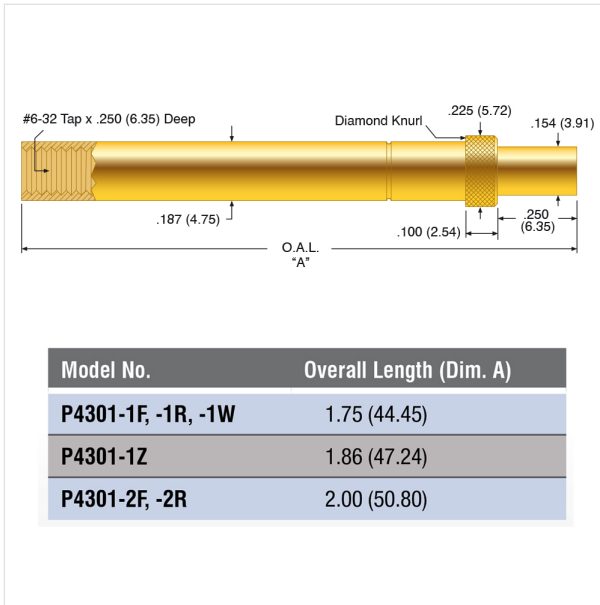 #6-32 Tap x .250 (6.35) Deep
Diamond Knurl
.225 (5.72)
.154 (3.91)
.187 (4.75)
.100 (2.54)
.250
(6.35)
O.A.L.
“A”
Model No. Overall Length (Dim. A)
P4301-1F, -1R, -1W 1.75 (44.45)
P4301-1Z 1.86 (47.24)
P4301-2F, -2R 2.00 (50.80)